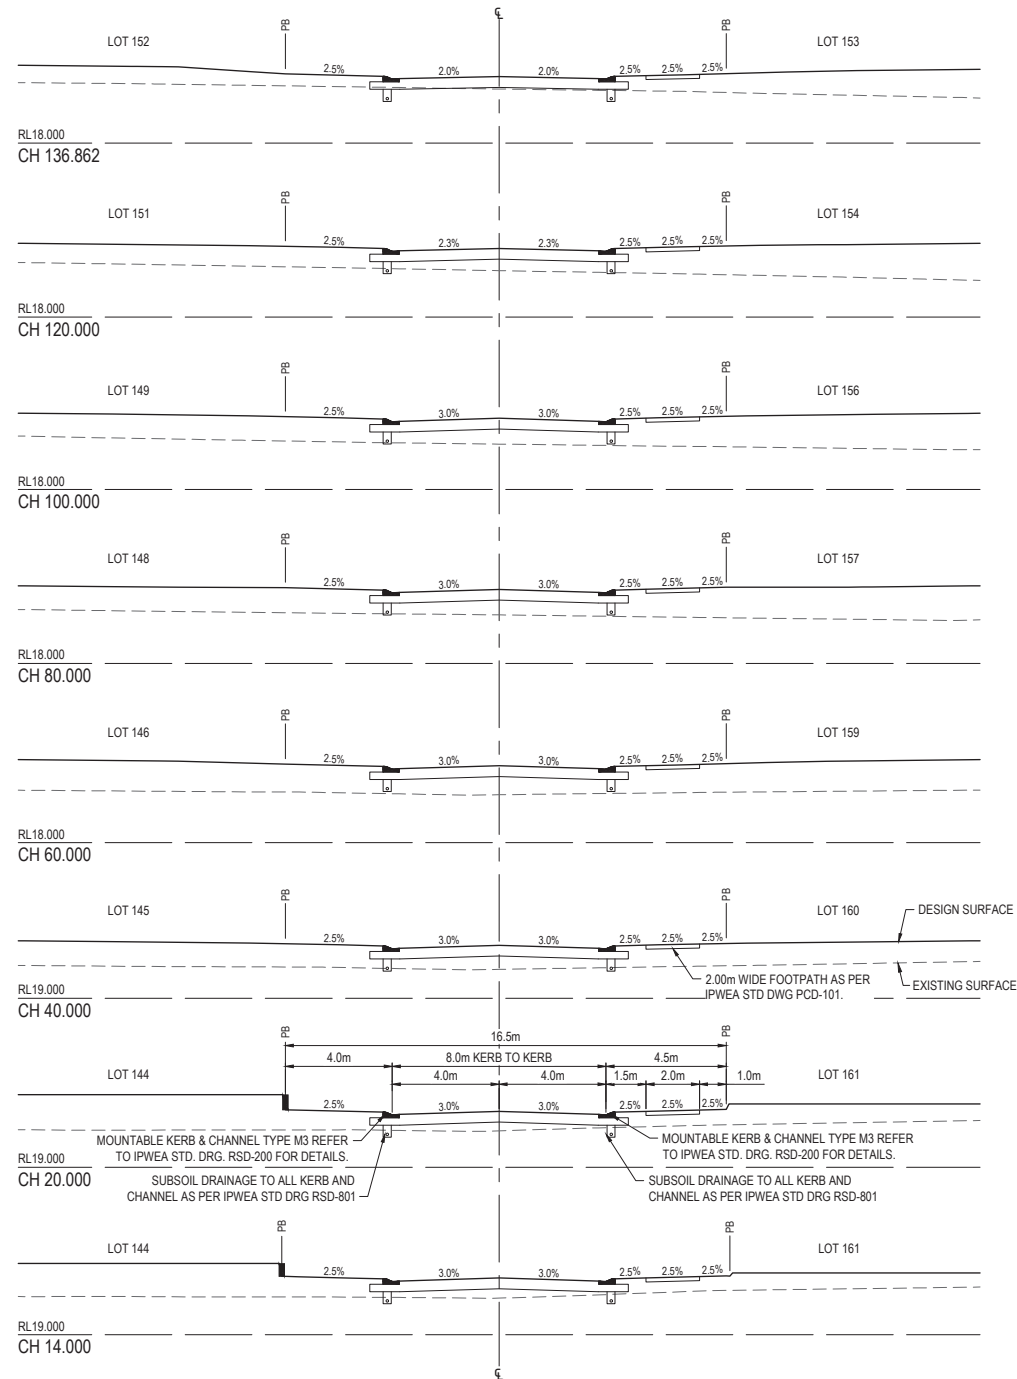 ℄
LOT 152
PB
PB
LOT 153
2.5%
2.0%
2.0%
2.5%
2.5%
2.5%
RL18.000
CH 136.862
LOT 151
PB
PB
LOT 154
2.5%
2.3%
2.3%
2.5%
2.5%
2.5%
RL18.000
CH 120.000
LOT 149
PB
PB
LOT 156
2.5%
3.0%
3.0%
2.5%
2.5%
2.5%
RL18.000
CH 100.000
LOT 148
PB
PB
LOT 157
2.5%
3.0%
3.0%
2.5%
2.5%
2.5%
RL18.000
CH 80.000
LOT 146
PB
PB
LOT 159
2.5%
3.0%
3.0%
2.5%
2.5%
2.5%
RL18.000
CH 60.000
LOT 145
PB
PB
LOT 160
DESIGN SURFACE
2.5%
3.0%
3.0%
2.5%
2.5%
2.5%
2.00m WIDE FOOTPATH AS PER
IPWEA STD DWG PCD-101.
EXISTING SURFACE
RL19.000
CH 40.000
PB
PB
16.5m
4.0m
8.0m KERB TO KERB
4.5m
LOT 144
4.0m
4.0m
1.5m
2.0m
1.0m
LOT 161
2.5%
3.0%
3.0%
2.5%
2.5%
2.5%
MOUNTABLE KERB & CHANNEL TYPE M3 REFER
TO IPWEA STD. DRG. RSD-200 FOR DETAILS.
MOUNTABLE KERB & CHANNEL TYPE M3 REFER
TO IPWEA STD. DRG. RSD-200 FOR DETAILS.
RL19.000
CH 20.000
SUBSOIL DRAINAGE TO ALL KERB AND
CHANNEL AS PER IPWEA STD DRG RSD-801
SUBSOIL DRAINAGE TO ALL KERB AND
CHANNEL AS PER IPWEA STD DRG RSD-801
LOT 144
PB
PB
LOT 161
2.5%
3.0%
3.0%
2.5%
2.5%
2.5%
RL19.000
CH 14.000
℄